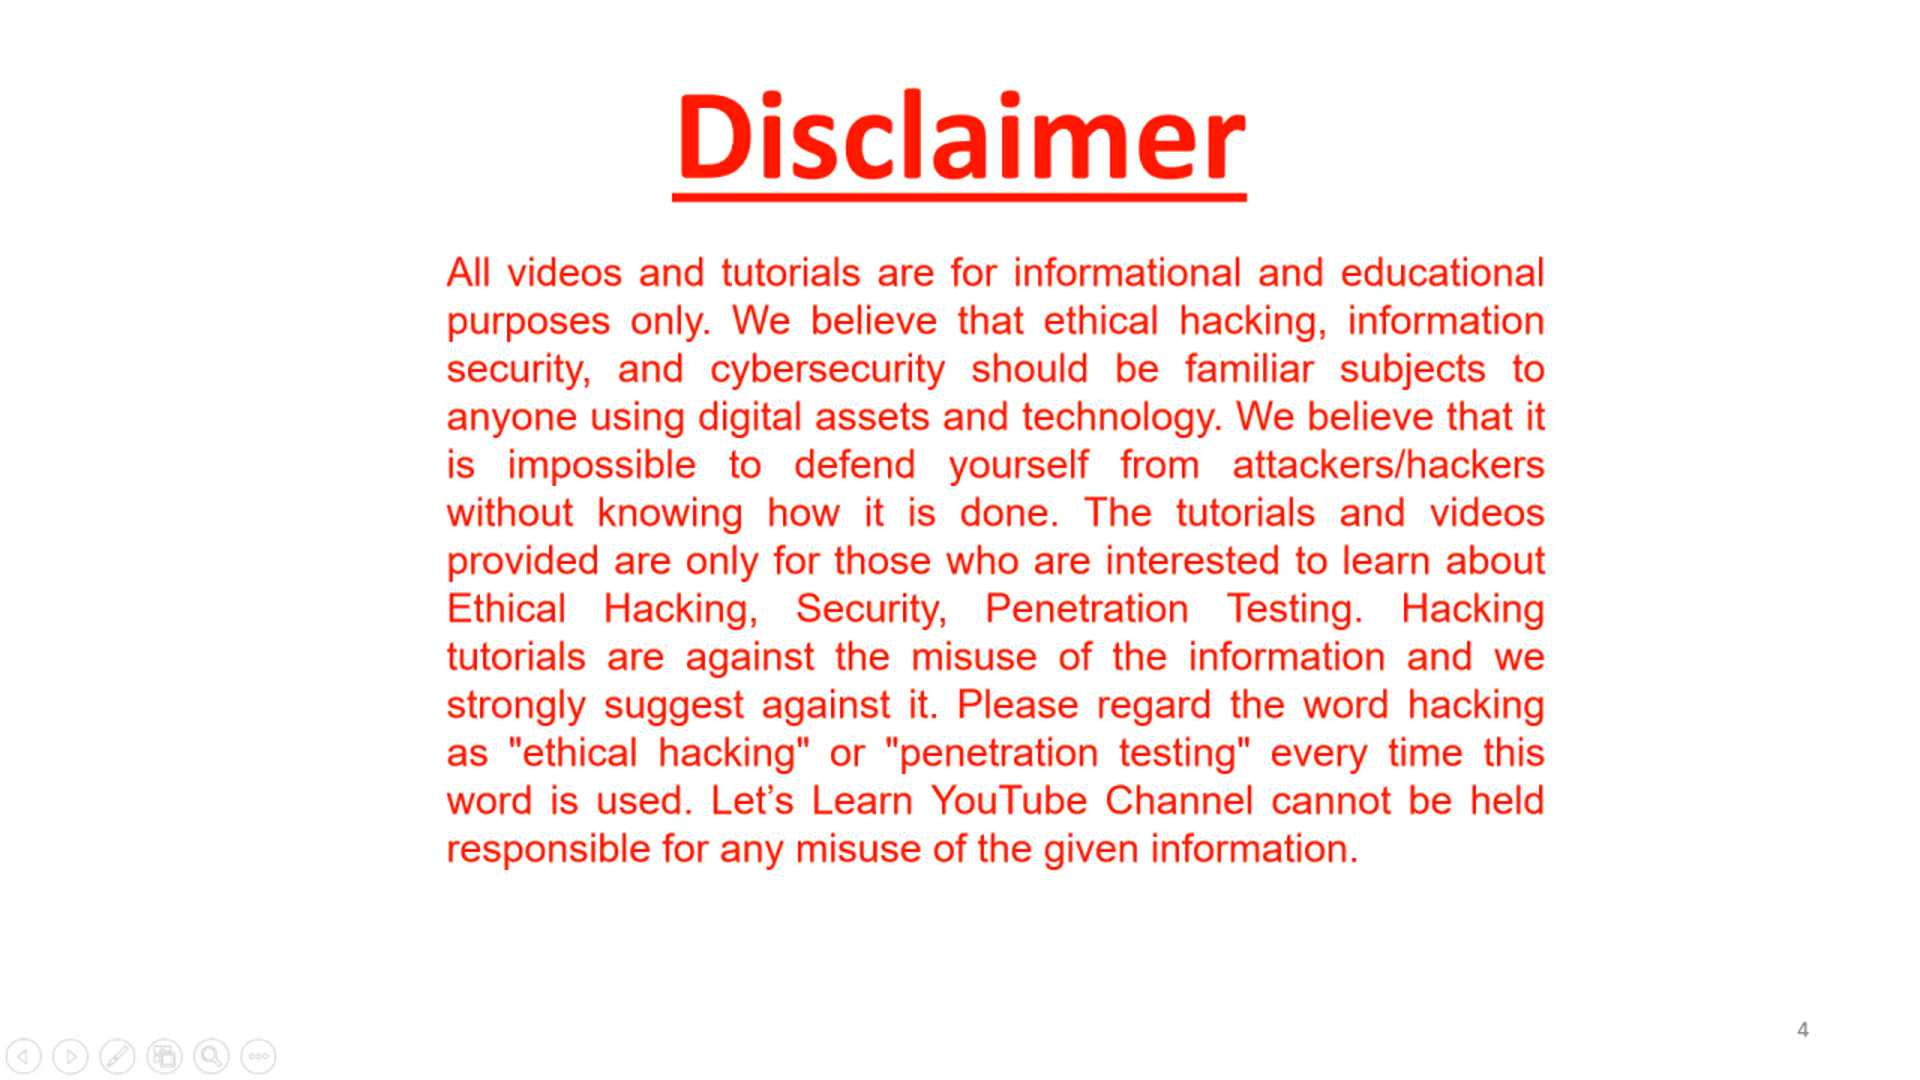 Disclaimer
All videos and tutorials are for informational and educational
purposes only. We believe that ethical hacking, information
security, and cybersecurity should be familiar subjects to
anyone using digital assets and technology. We believe that it
is impossible to defend yourself from attackers/hackers
without knowing how it is done. The tutorials and videos
provided are only for those who are interested to learn about
Ethical Hacking, Security, Penetration Testing. Hacking
tutorials are against the misuse of the information and we
strongly suggest against it. Please regard the word hacking
as "ethical hacking" or "penetration testing" every time this
word is used. Let’s Learn YouTube Channel cannot be held
responsible for any misuse of the given information.
4